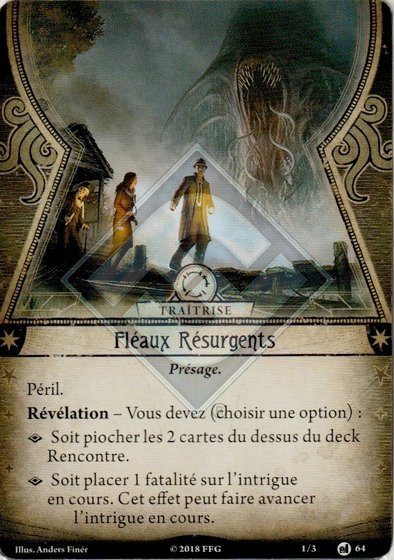 TRAÎTRISE
Fléaux Résurgents
Présage.
Péril.
Révélation – Vous devez (choisir une option) :
Soit piocher les 2 cartes du dessus du deck
Rencontre.
Soit placer 1 fatalité sur l'intrigue
en cours. Cet effet peut faire avancer
l'intrigue en cours.
Illus. Anders Finér © 2018 FFG 1/3 64